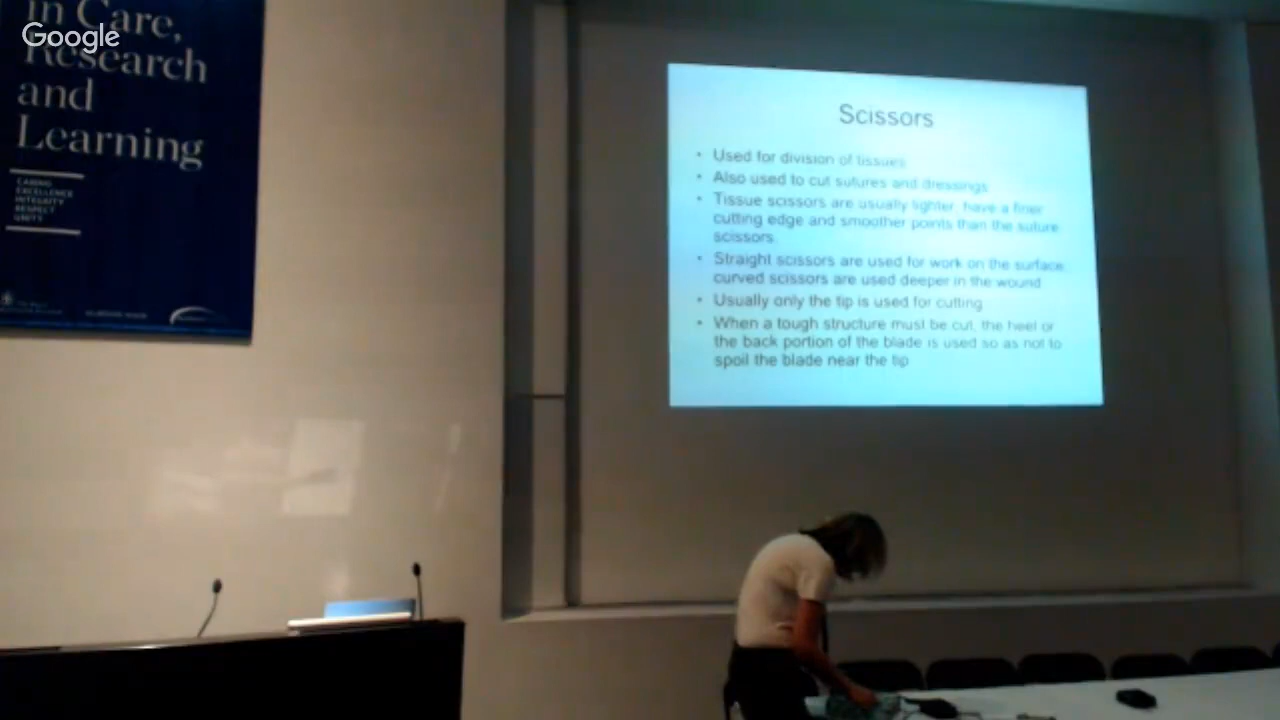 Google
in Care,
Research
and
Learning
CARING
EXCELLENCE
INTEGRITY
RESPECT
UNITY
Scissors
• Used for division of tissues
• Also used to cut sutures and dressings
• Tissue scissors are usually lighter, have a finer
cutting edge and smoother points than the suture
scissors.
• Straight scissors are used for work on the surface,
curved scissors are used deeper in the wound
• Usually only the tip is used for cutting
• When a tough structure must be cut, the heel or
the back portion of the blade is used so as not to
spoil the blade near the tip